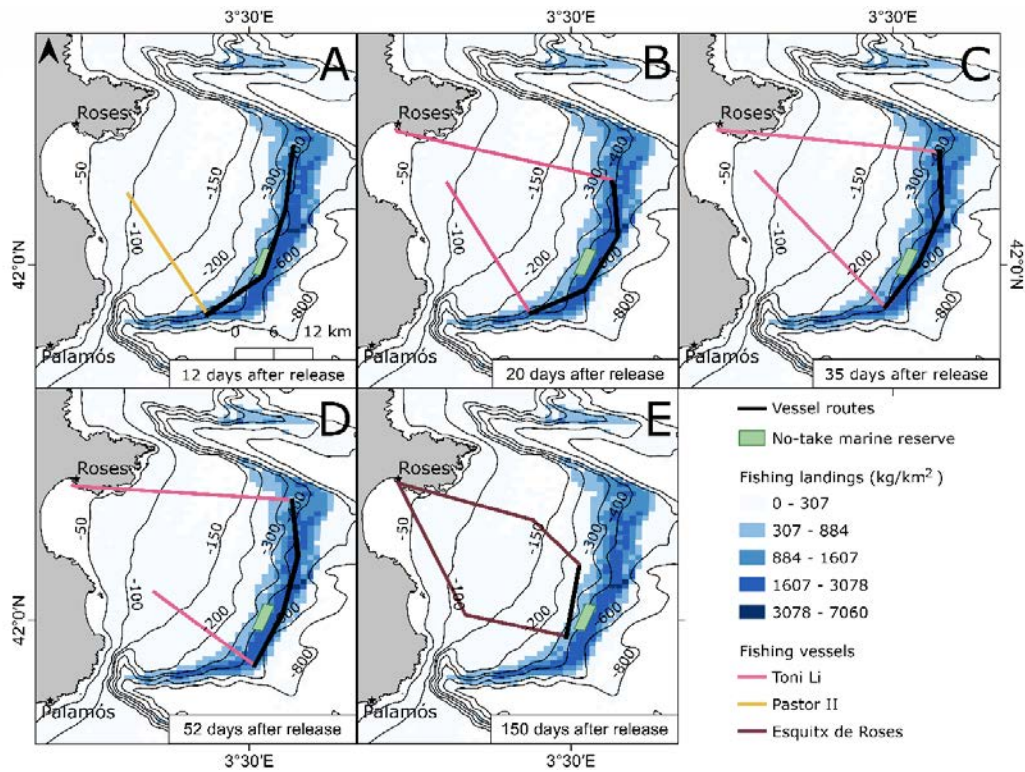 3°30'E
3°30'E
3°30'E
A
B
C
Roses
Roses
Roses
-50
-100
-150
-200
-300
-400
-600
-800
-50
-100
-150
-200
-300
-400
-600
-800
-50
-100
-150
-200
-300
-400
-600
-800
42°0'N
42°0'N
0 6 12 km
Palamós
Palamós
Palamós
12 days after release
20 days after release
35 days after release
D
E
Roses
Roses
-50
-100
-150
-200
-300
-600
-800
-50
-100
-150
-200
-300
-400
-600
-800
42°0'N
Palamós
Palamós
52 days after release
150 days after release
3°30'E
3°30'E
Vessel routes
No-take marine reserve
Fishing landings (kg/km²)
0 - 307
307 - 884
884 - 1607
1607 - 3078
3078 - 7060
Fishing vessels
Toni Li
Pastor II
Esquitx de Roses